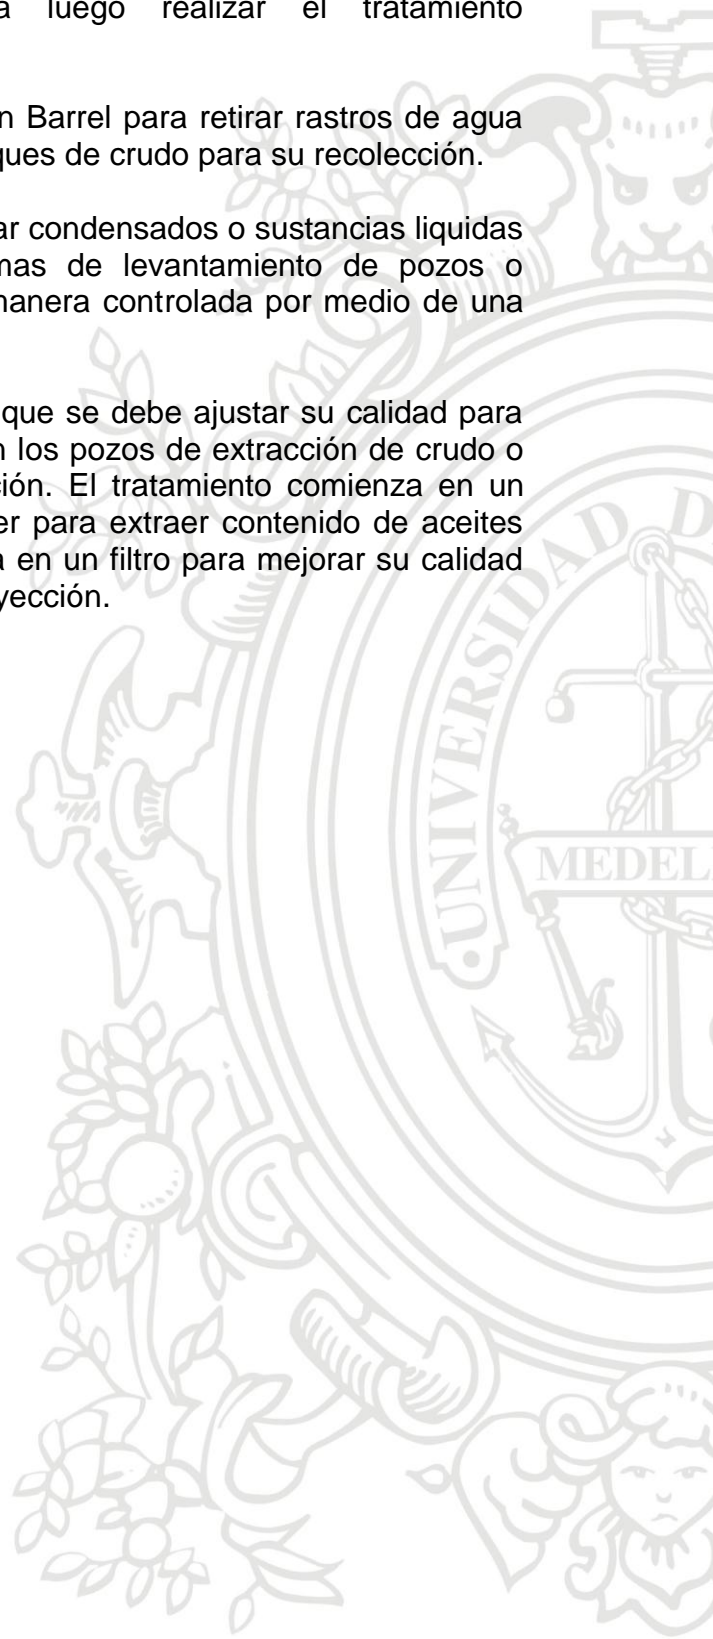 a luego realizar el tratamiento
n Barrel para retirar rastros de agua
ques de crudo para su recolección.
ar condensados o sustancias liquidas
mas de levantamiento de pozos o
manera controlada por medio de una
que se debe ajustar su calidad para
n los pozos de extracción de crudo o
ción. El tratamiento comienza en un
er para extraer contenido de aceites
a en un filtro para mejorar su calidad
yección.
UNIVERSIDAD D
MEDEL